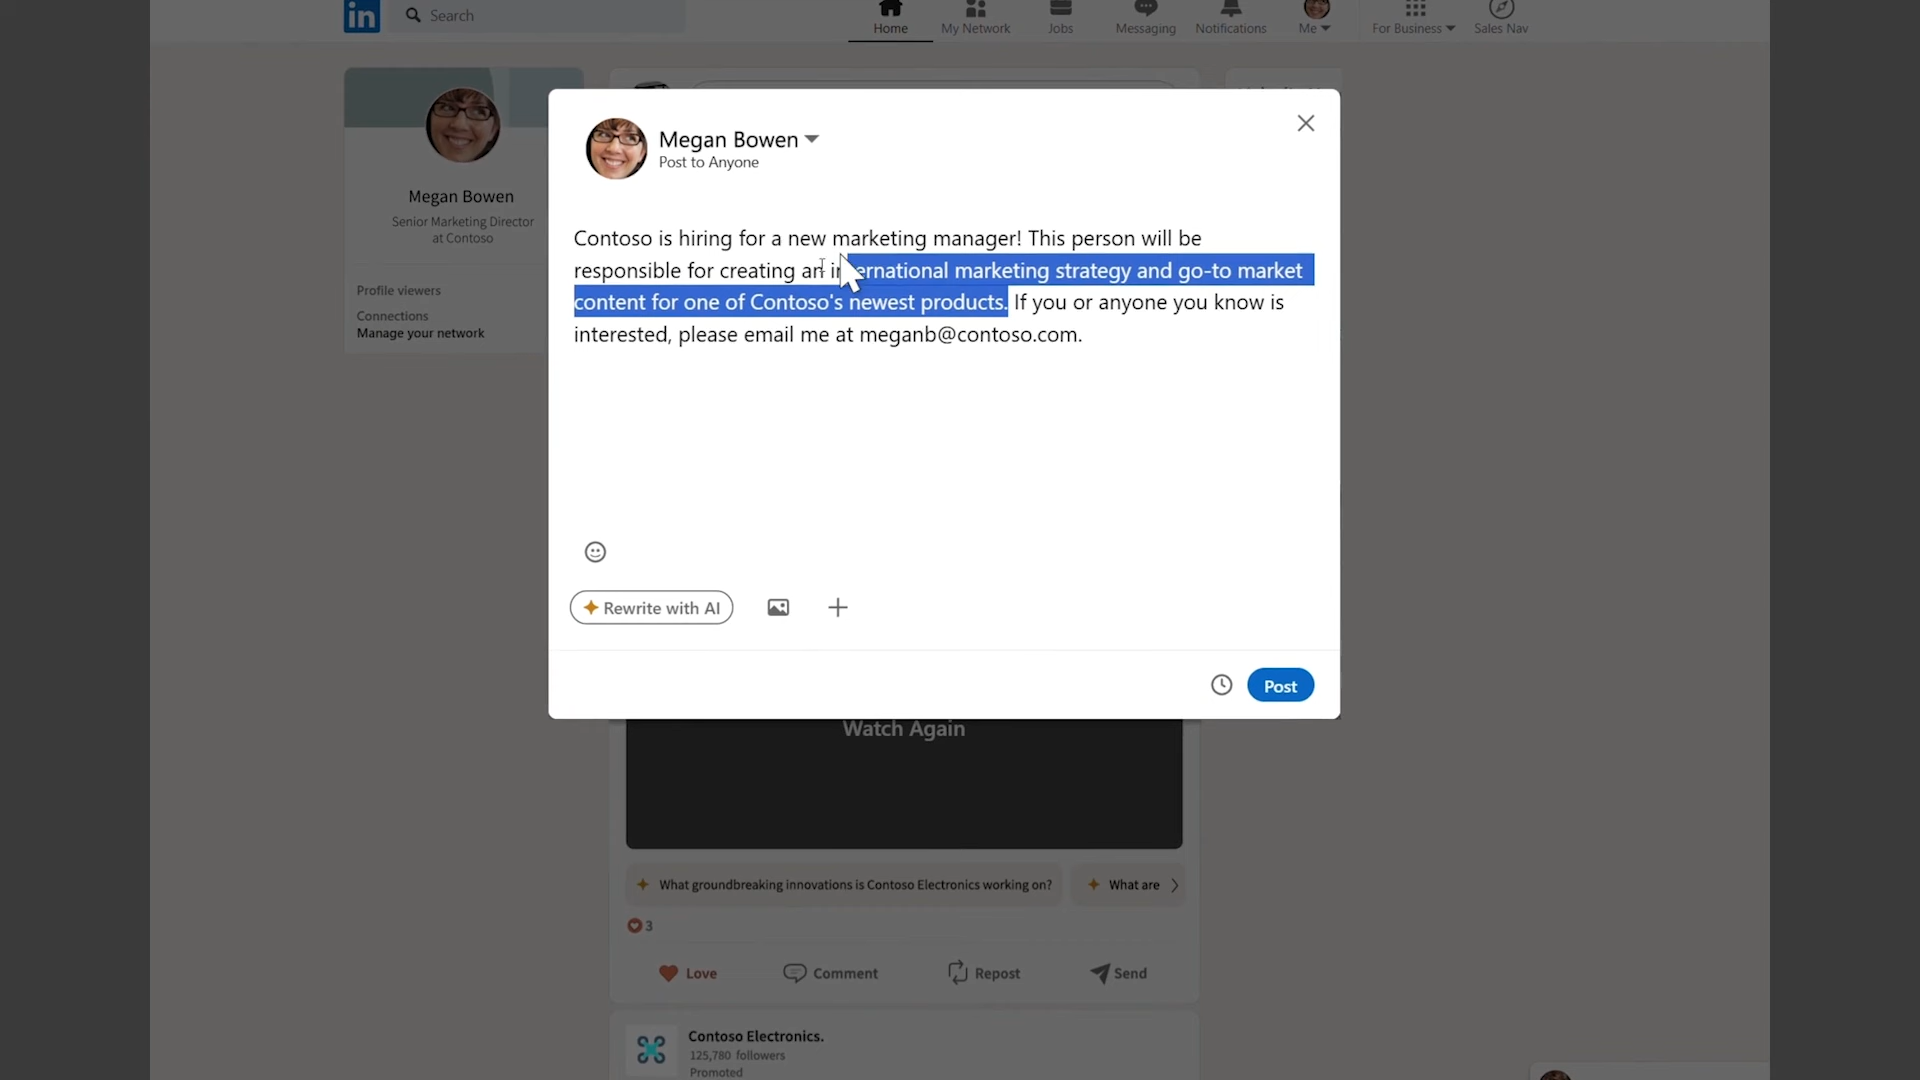 in
Search
Home
My Network
Jobs
Messaging
Notifications
Me
For Business
Sales Nav
Megan Bowen
Senior Marketing Director
at Contoso
Profile viewers
Connections
Manage your network
Megan Bowen
Post to Anyone
Contoso is hiring for a new marketing manager! This person will be
responsible for creating an international marketing strategy and go-to market
content for one of Contoso's newest products. If you or anyone you know is
interested, please email me at meganb@contoso.com.
Rewrite with AI
Post
Watch Again
What groundbreaking innovations is Contoso Electronics working on?
What are
3
Love
Comment
Repost
Send
Contoso Electronics.
125,780 followers
Promoted